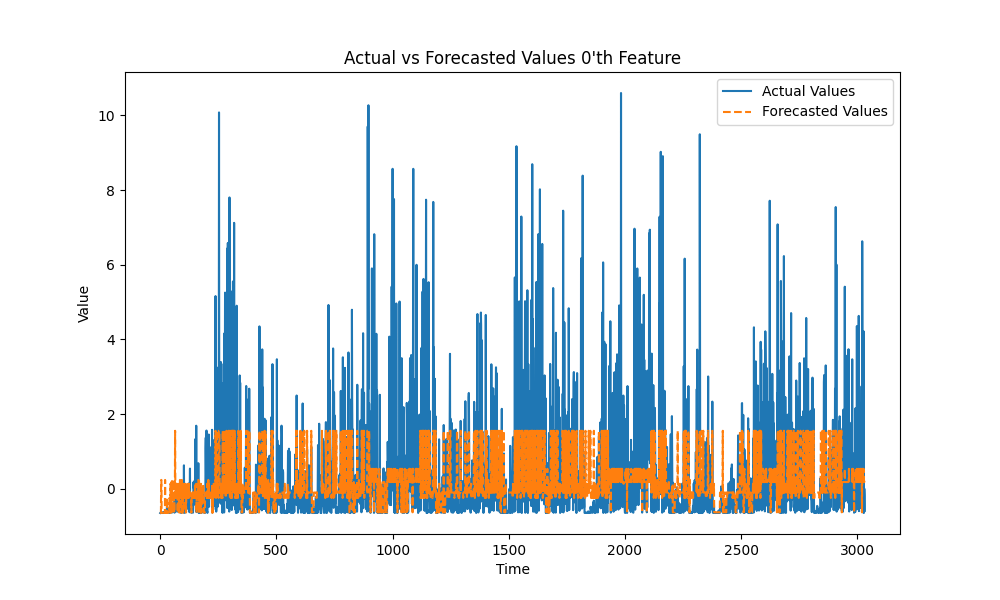 Actual vs Forecasted Values 0'th Feature
Actual Values
Forecasted Values
10
8
6
4
2
0
Value
0 500 1000 1500 2000 2500 3000
Time